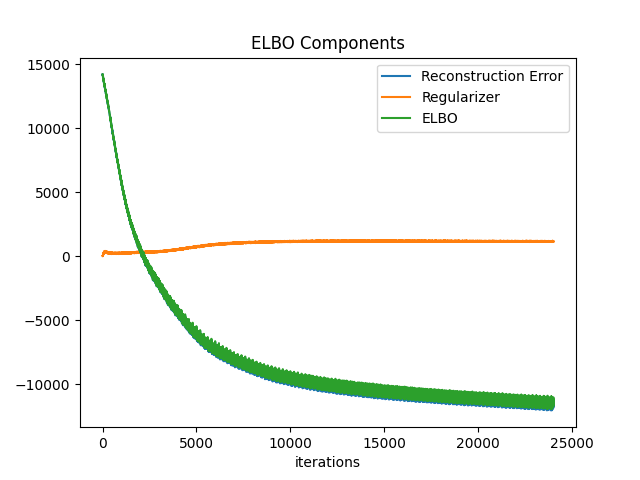 ELBO Components
15000
10000
5000
0
−5000
−10000
Reconstruction Error
Regularizer
ELBO
0 5000 10000 15000 20000 25000
iterations